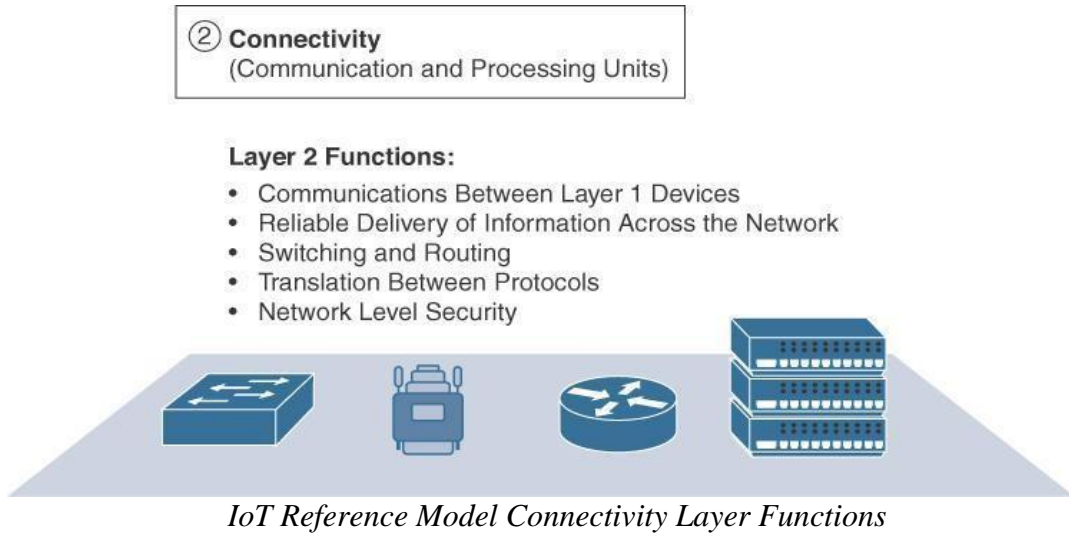 ② Connectivity
(Communication and Processing Units)
Layer 2 Functions:
• Communications Between Layer 1 Devices
• Reliable Delivery of Information Across the Network
• Switching and Routing
• Translation Between Protocols
• Network Level Security
IoT Reference Model Connectivity Layer Functions